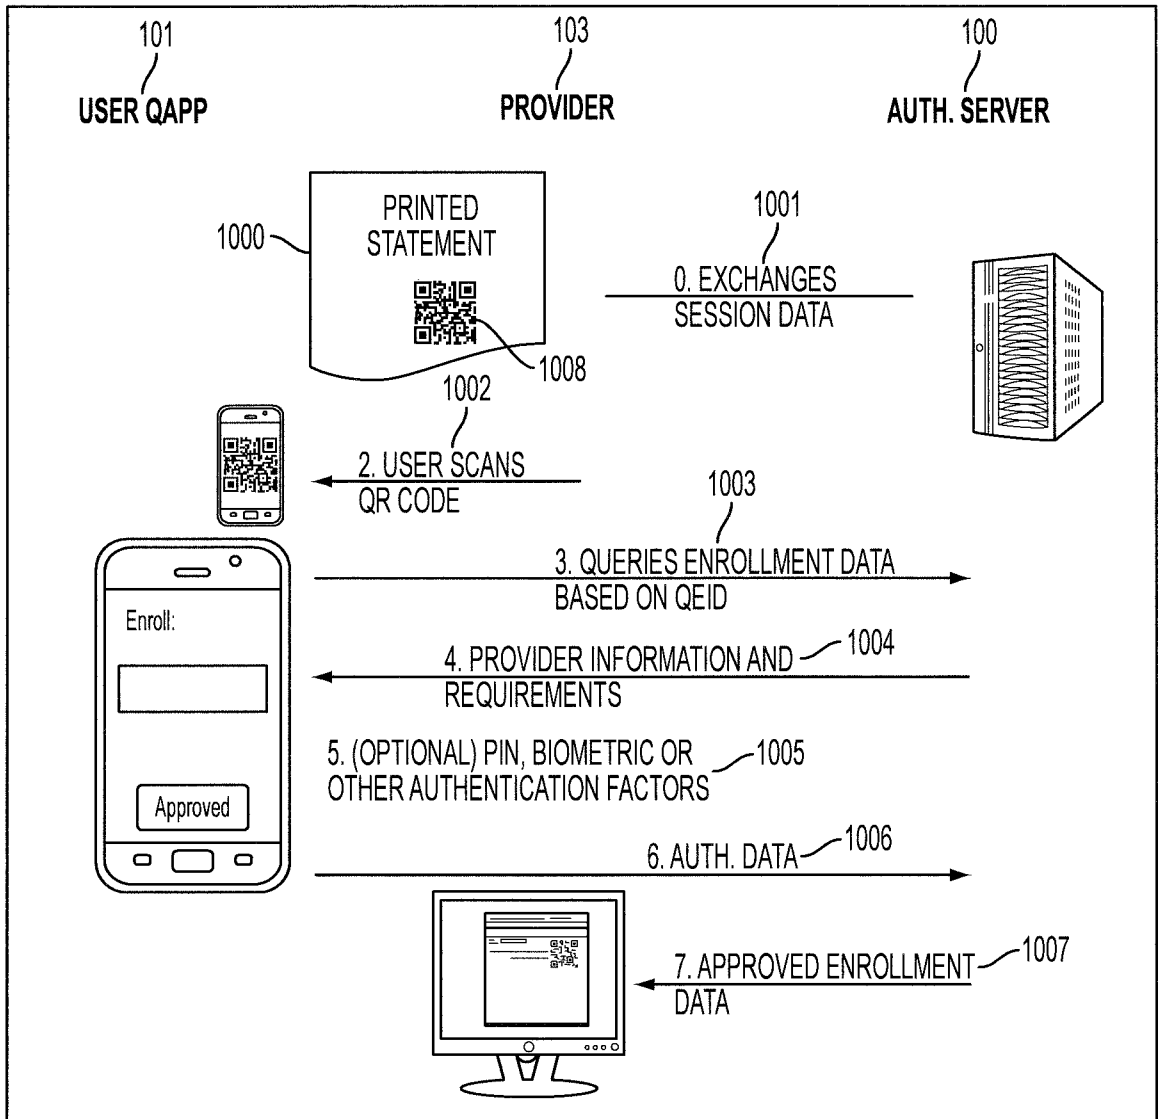 101
103
100
USER QAPP
PROVIDER
AUTH. SERVER
PRINTED
STATEMENT
1000
1001
0. EXCHANGES
SESSION DATA
1008
1002
2. USER SCANS
QR CODE
1003
3. QUERIES ENROLLMENT DATA
BASED ON QEID
Enroll:
1004
4. PROVIDER INFORMATION AND
REQUIREMENTS
5. (OPTIONAL) PIN, BIOMETRIC OR
OTHER AUTHENTICATION FACTORS
1005
Approved
1006
6. AUTH. DATA
1007
7. APPROVED ENROLLMENT
DATA